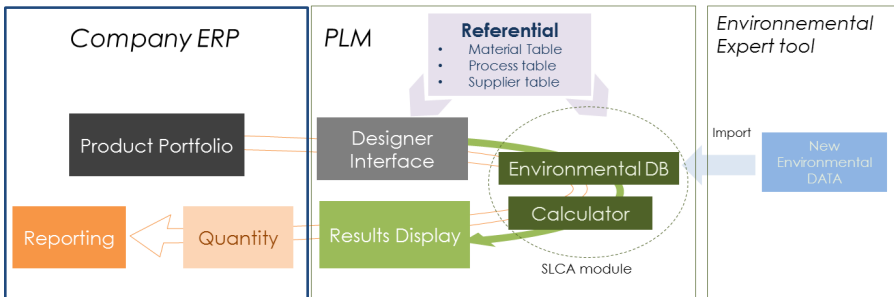 Company ERP
Product Portfolio
Reporting
Quantity
PLM
Referential
• Material Table
• Process table
• Supplier table
Designer
Interface
Environmental DB
Calculator
Results Display
SLCA module
Environnemental
Expert tool
Import
New
Environmental
DATA